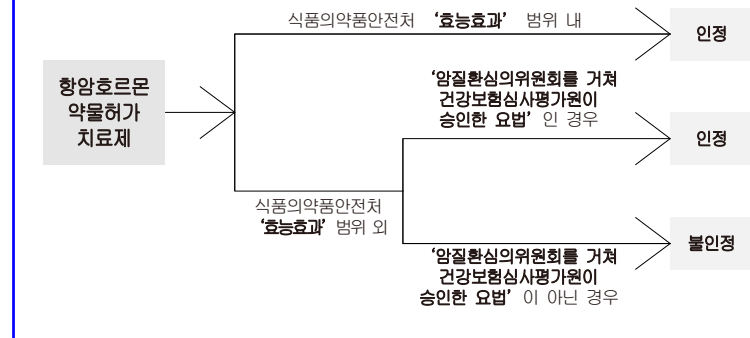 식품의약품안전처 ‘효능효과’ 범위 내
인정
항암호르몬
약물허가
치료제
‘암질환심의위원회를 거쳐
건강보험심사평가원이
승인한 요법’ 인 경우
인정
식품의약품안전처
‘효능효과’ 범위 외
불인정
‘암질환심의위원회를 거쳐
건강보험심사평가원이
승인한 요법’ 이 아닌 경우